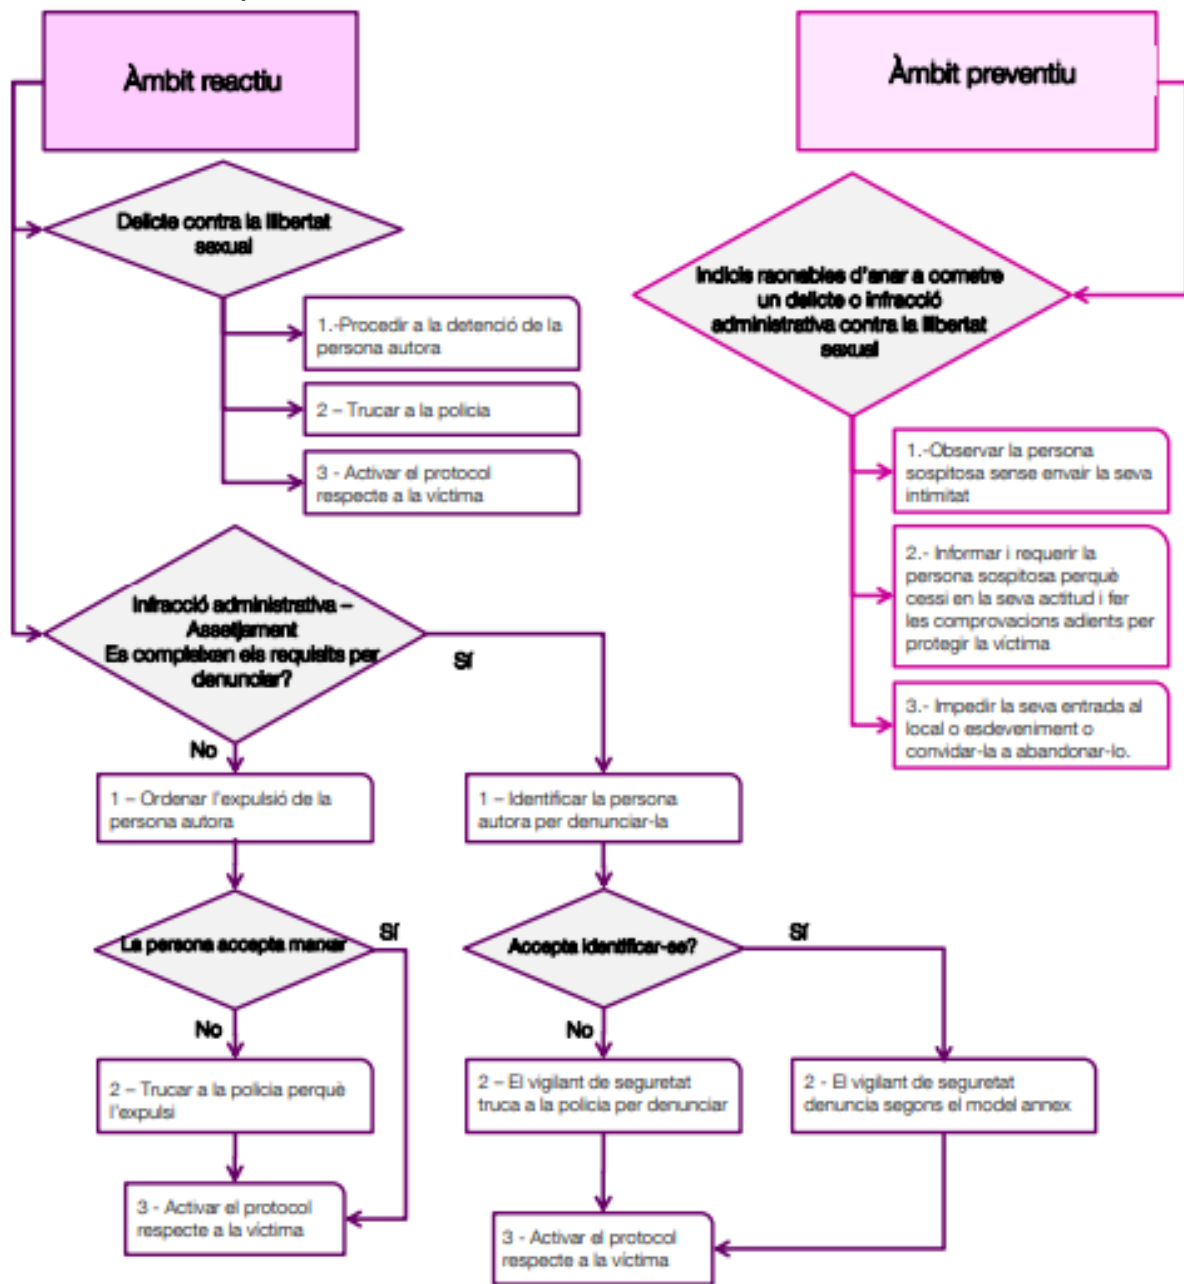 Àmbit reactiu
Delicte contra la llibertat
sexual
1.-Procedir a la detenció de la
persona autora
2 – Trucar a la policia
3 - Activar el protocol
respecte a la víctima
Infracció administrativa –
Assetjament
Es compleixen els requisits per
denunciar?
Sí
No
1 – Ordenar l'expulsió de la
persona autora
1 – Identificar la persona
autora per denunciar-la
La persona accepta marxar
Sí
Accepta identificar-se?
Sí
No
No
2 – Trucar a la policia perquè
l'expulsi
2 – El vigilant de seguretat
truca a la policia per denunciar
2 - El vigilant de seguretat
denuncia segons el model annex
3 - Activar el protocol
respecte a la víctima
3 - Activar el protocol
respecte a la víctima
Àmbit preventiu
Indicis raonables d'anar a cometre
un delicte o infracció
administrativa contra la llibertat
sexual
1.-Observar la persona
sospitosa sense envair la seva
intimitat
2.- Informar i requerir la
persona sospitosa perquè
cessi en la seva actitud i fer
les comprovacions adients per
protegir la víctima
3.- Impedir la seva entrada al
local o esdeveniment o
convidar-la a abandonar-lo.